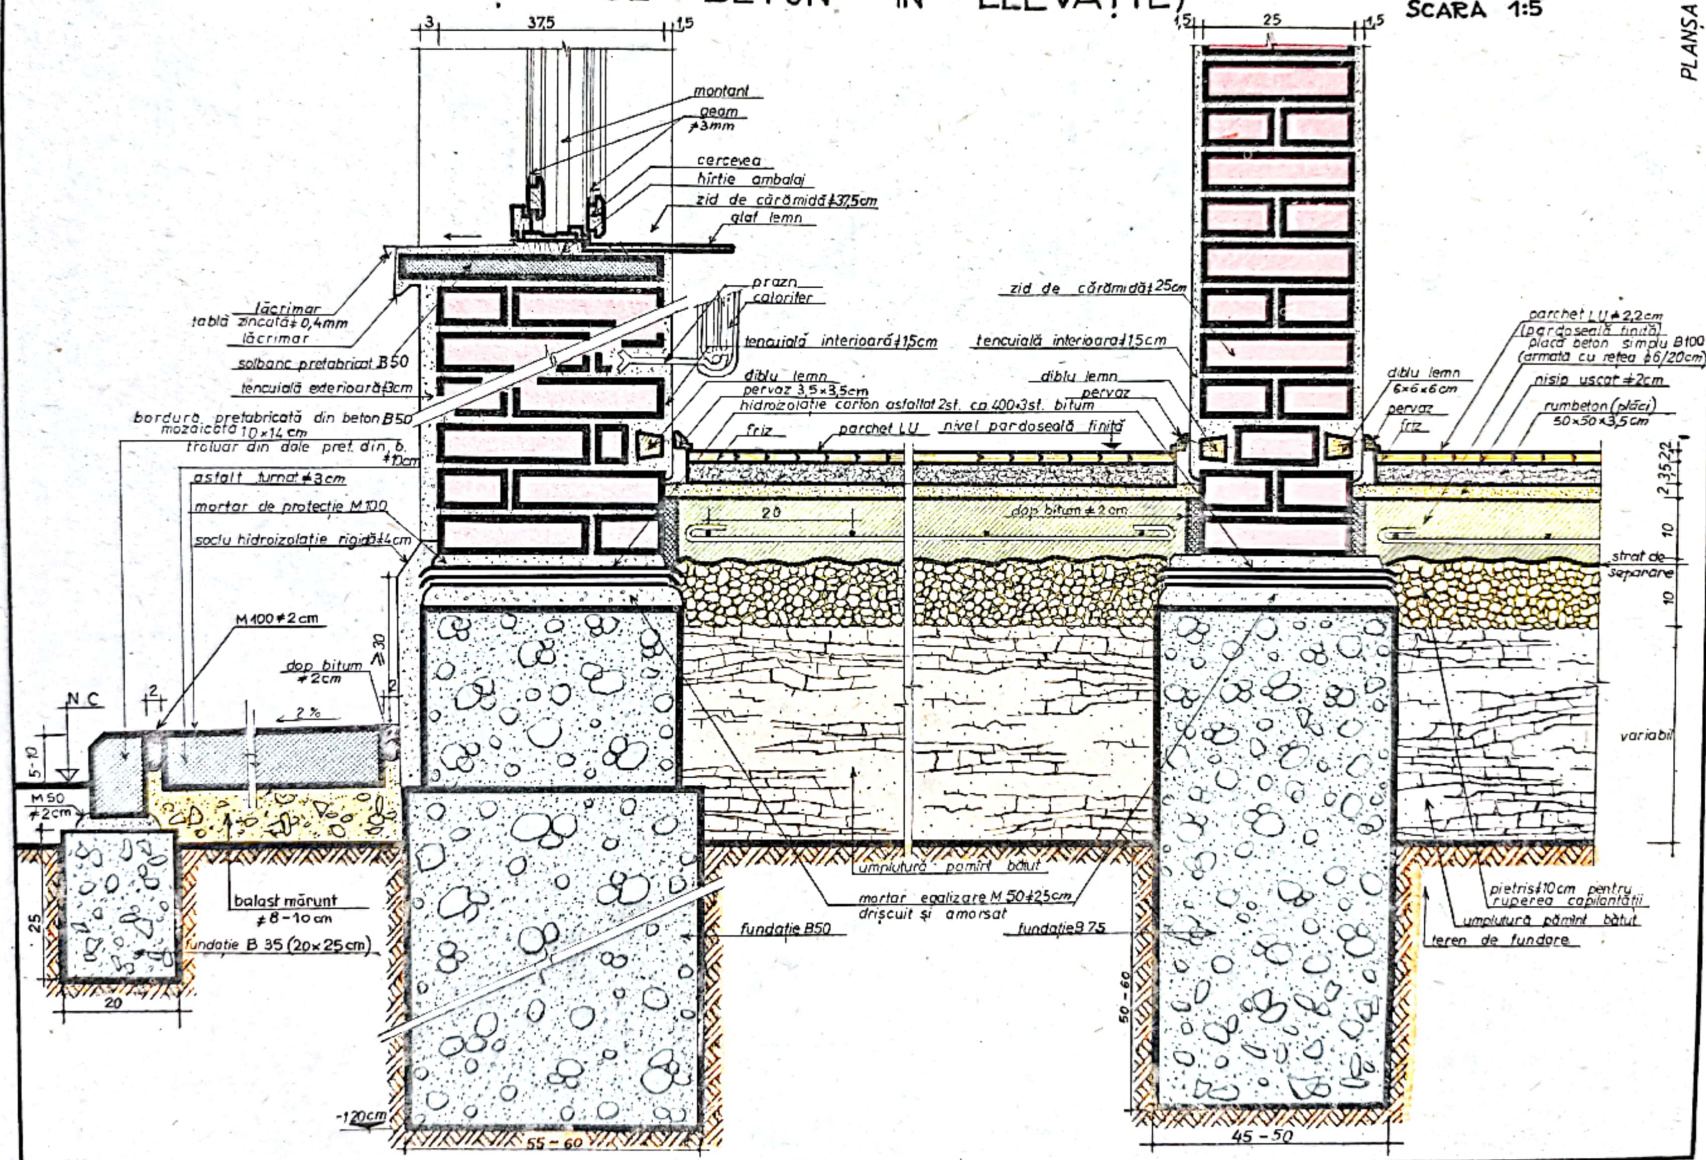 BETON IN ELEVAȚIE)
SCARA 1:5
PLANȘA
3 37,5 1,5
1,5 25 1,5
montant
geam
≠3mm
cercevea
hîrtie ambalaj
zid de cărămidă ≠37,5cm
glaf lemn
lăcrimar
tablă zincată ≠ 0,4mm
lăcrimar
solbanc prefabricat B50
tencuială exterioară ≠3cm
bordură prefabricată din beton B50
mozaicată 10×14 cm
trotuar din dale pref. din b.
≠10cm
asfalt turnat ≠3cm
mortar de protecție M100
soclu hidroizolație rigidă ≠4cm
M100 ≠2cm
dop bitum
≠2cm
≥30
2
2
2%
N C
5-10
M50
≠2cm
25
20
balast mărunt
≠8-10cm
fundație B 35 (20×25cm)
-120cm
55-60
prazn
calorifer
tencuială interioară ≠1,5cm
diblu lemn
pervaz 3,5×3,5cm
hidroizolație carton asfaltat 2st. ca 400+3st. bitum
friz
parchet LU
nivel pardoseală finită
20
dop bitum ≠2cm
umplutură pămînt bătut
mortar egalizare M50 ≠2,5cm
drișcuit și amorsat
fundație B50
fundație B75
50-60
45-50
zid de cărămidă ≠25cm
tencuială interioară ≠1,5cm
diblu lemn
pervaz
parchet LU ≠2,2cm
(pardoseală finită)
placă beton simplu B100
(armată cu rețea ϕ6/20cm)
nisip uscat ≠2cm
rumbeton (plăci)
50×50×3,5cm
diblu lemn
6×6×6cm
pervaz
friz
2 3,5 2,2
10
strat de
separare
10
variabil
pietriș ≠10cm pentru
ruperea capilarității
umplutură pămînt bătut
teren de fundare